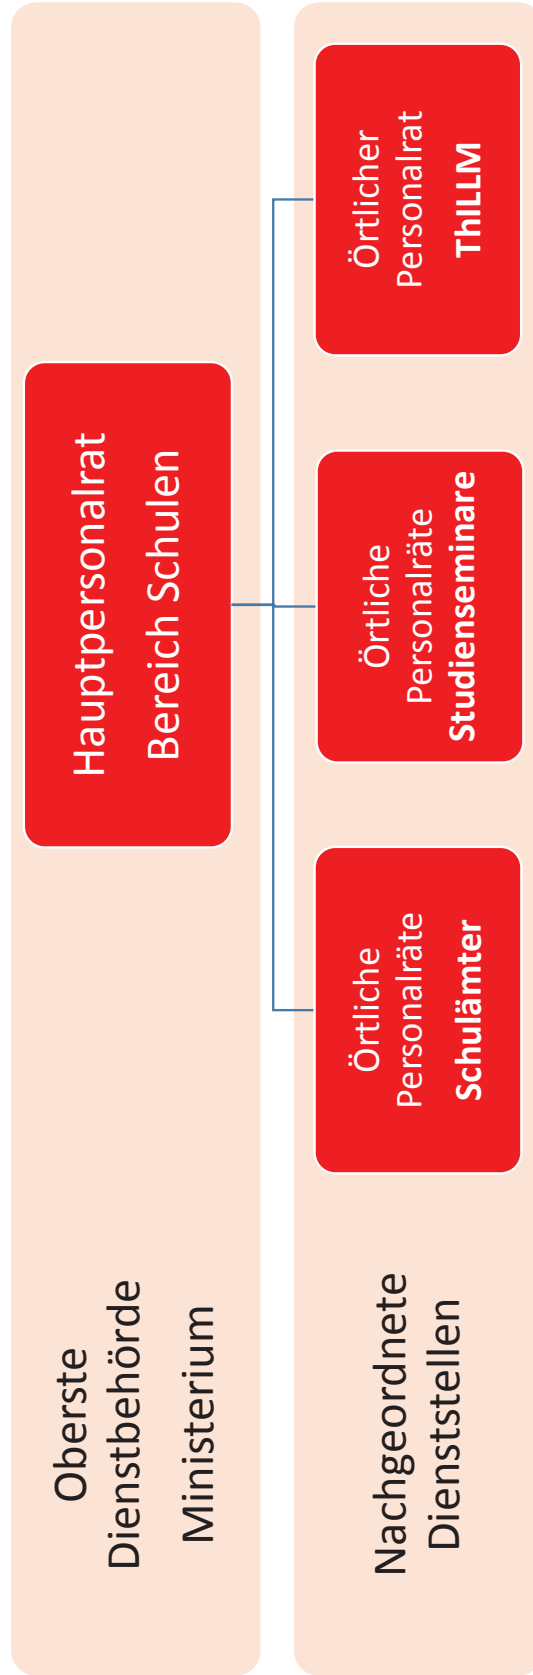 Oberste
Dienstbehörde
Ministerium
Hauptpersonalrat
Bereich Schulen
Nachgeordnete
Dienststellen
Örtliche
Personalräte
Schulämter
Örtliche
Personalräte
Studienseminare
Örtlicher
Personalrat
ThILLM